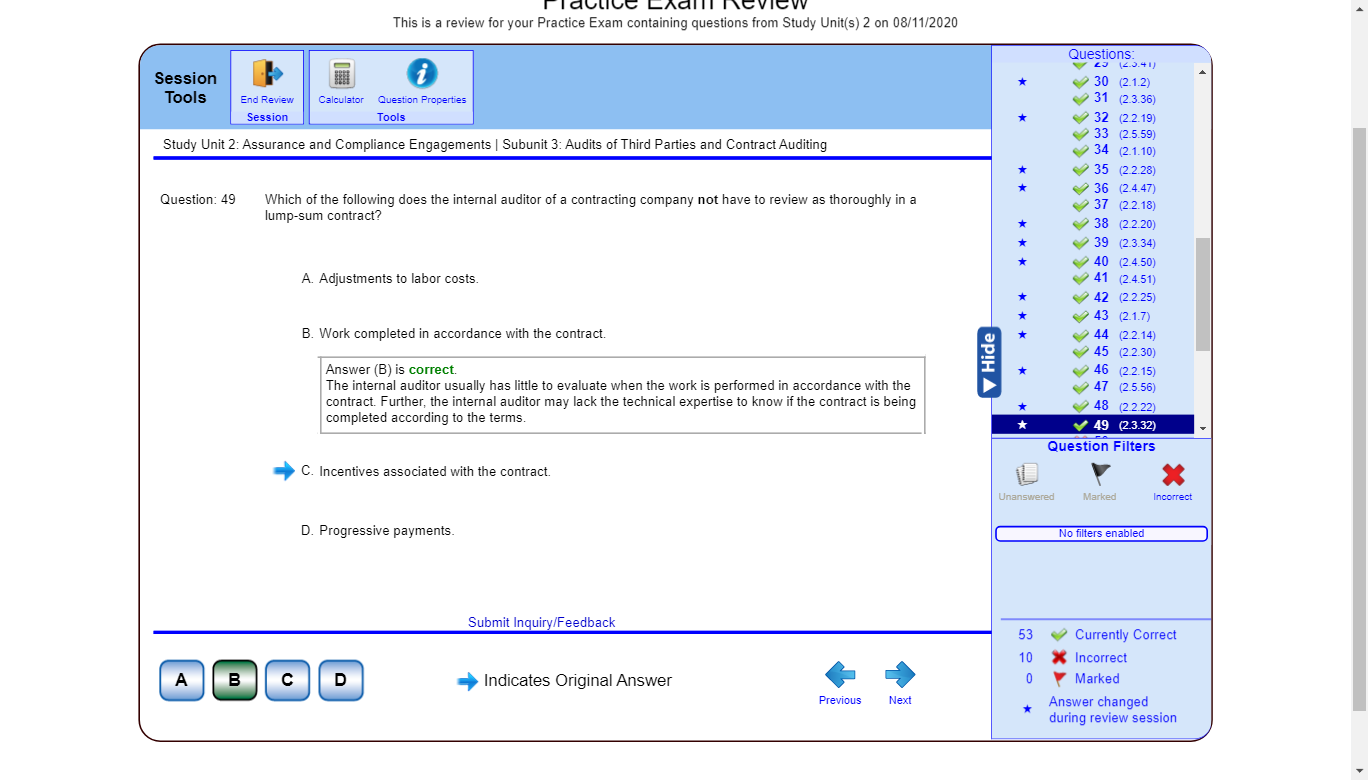 Practice Exam Review
This is a review for your Practice Exam containing questions from Study Unit(s) 2 on 08/11/2020
Session
Tools
End Review
Session
Calculator
Question Properties
Tools
Study Unit 2: Assurance and Compliance Engagements | Subunit 3: Audits of Third Parties and Contract Auditing
Question: 49
Which of the following does the internal auditor of a contracting company not have to review as thoroughly in a
lump-sum contract?
A. Adjustments to labor costs.
B. Work completed in accordance with the contract.
Answer (B) is correct.
The internal auditor usually has little to evaluate when the work is performed in accordance with the
contract. Further, the internal auditor may lack the technical expertise to know if the contract is being
completed according to the terms.
C. Incentives associated with the contract.
D. Progressive payments.
Submit Inquiry/Feedback
A
B
C
D
Indicates Original Answer
Previous
Next
Hide
Questions:
29 (2.3.41)
★ 30 (2.1.2)
31 (2.3.36)
★ 32 (2.2.19)
33 (2.5.59)
34 (2.1.10)
★ 35 (2.2.28)
★ 36 (2.4.47)
37 (2.2.18)
★ 38 (2.2.20)
★ 39 (2.3.34)
★ 40 (2.4.50)
41 (2.4.51)
★ 42 (2.2.25)
★ 43 (2.1.7)
★ 44 (2.2.14)
45 (2.2.30)
★ 46 (2.2.15)
47 (2.5.56)
★ 48 (2.2.22)
★ 49 (2.3.32)
Question Filters
Unanswered
Marked
Incorrect
No filters enabled
53 Currently Correct
10 Incorrect
0 Marked
★ Answer changed
during review session